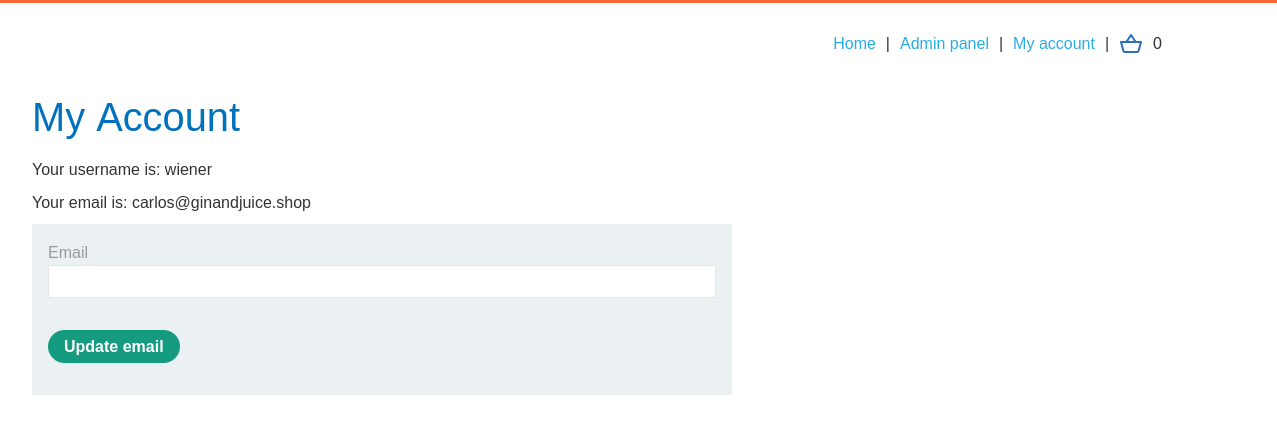 Home | Admin panel | My account | 0
My Account
Your username is: wiener
Your email is: carlos@ginandjuice.shop
Email
Update email